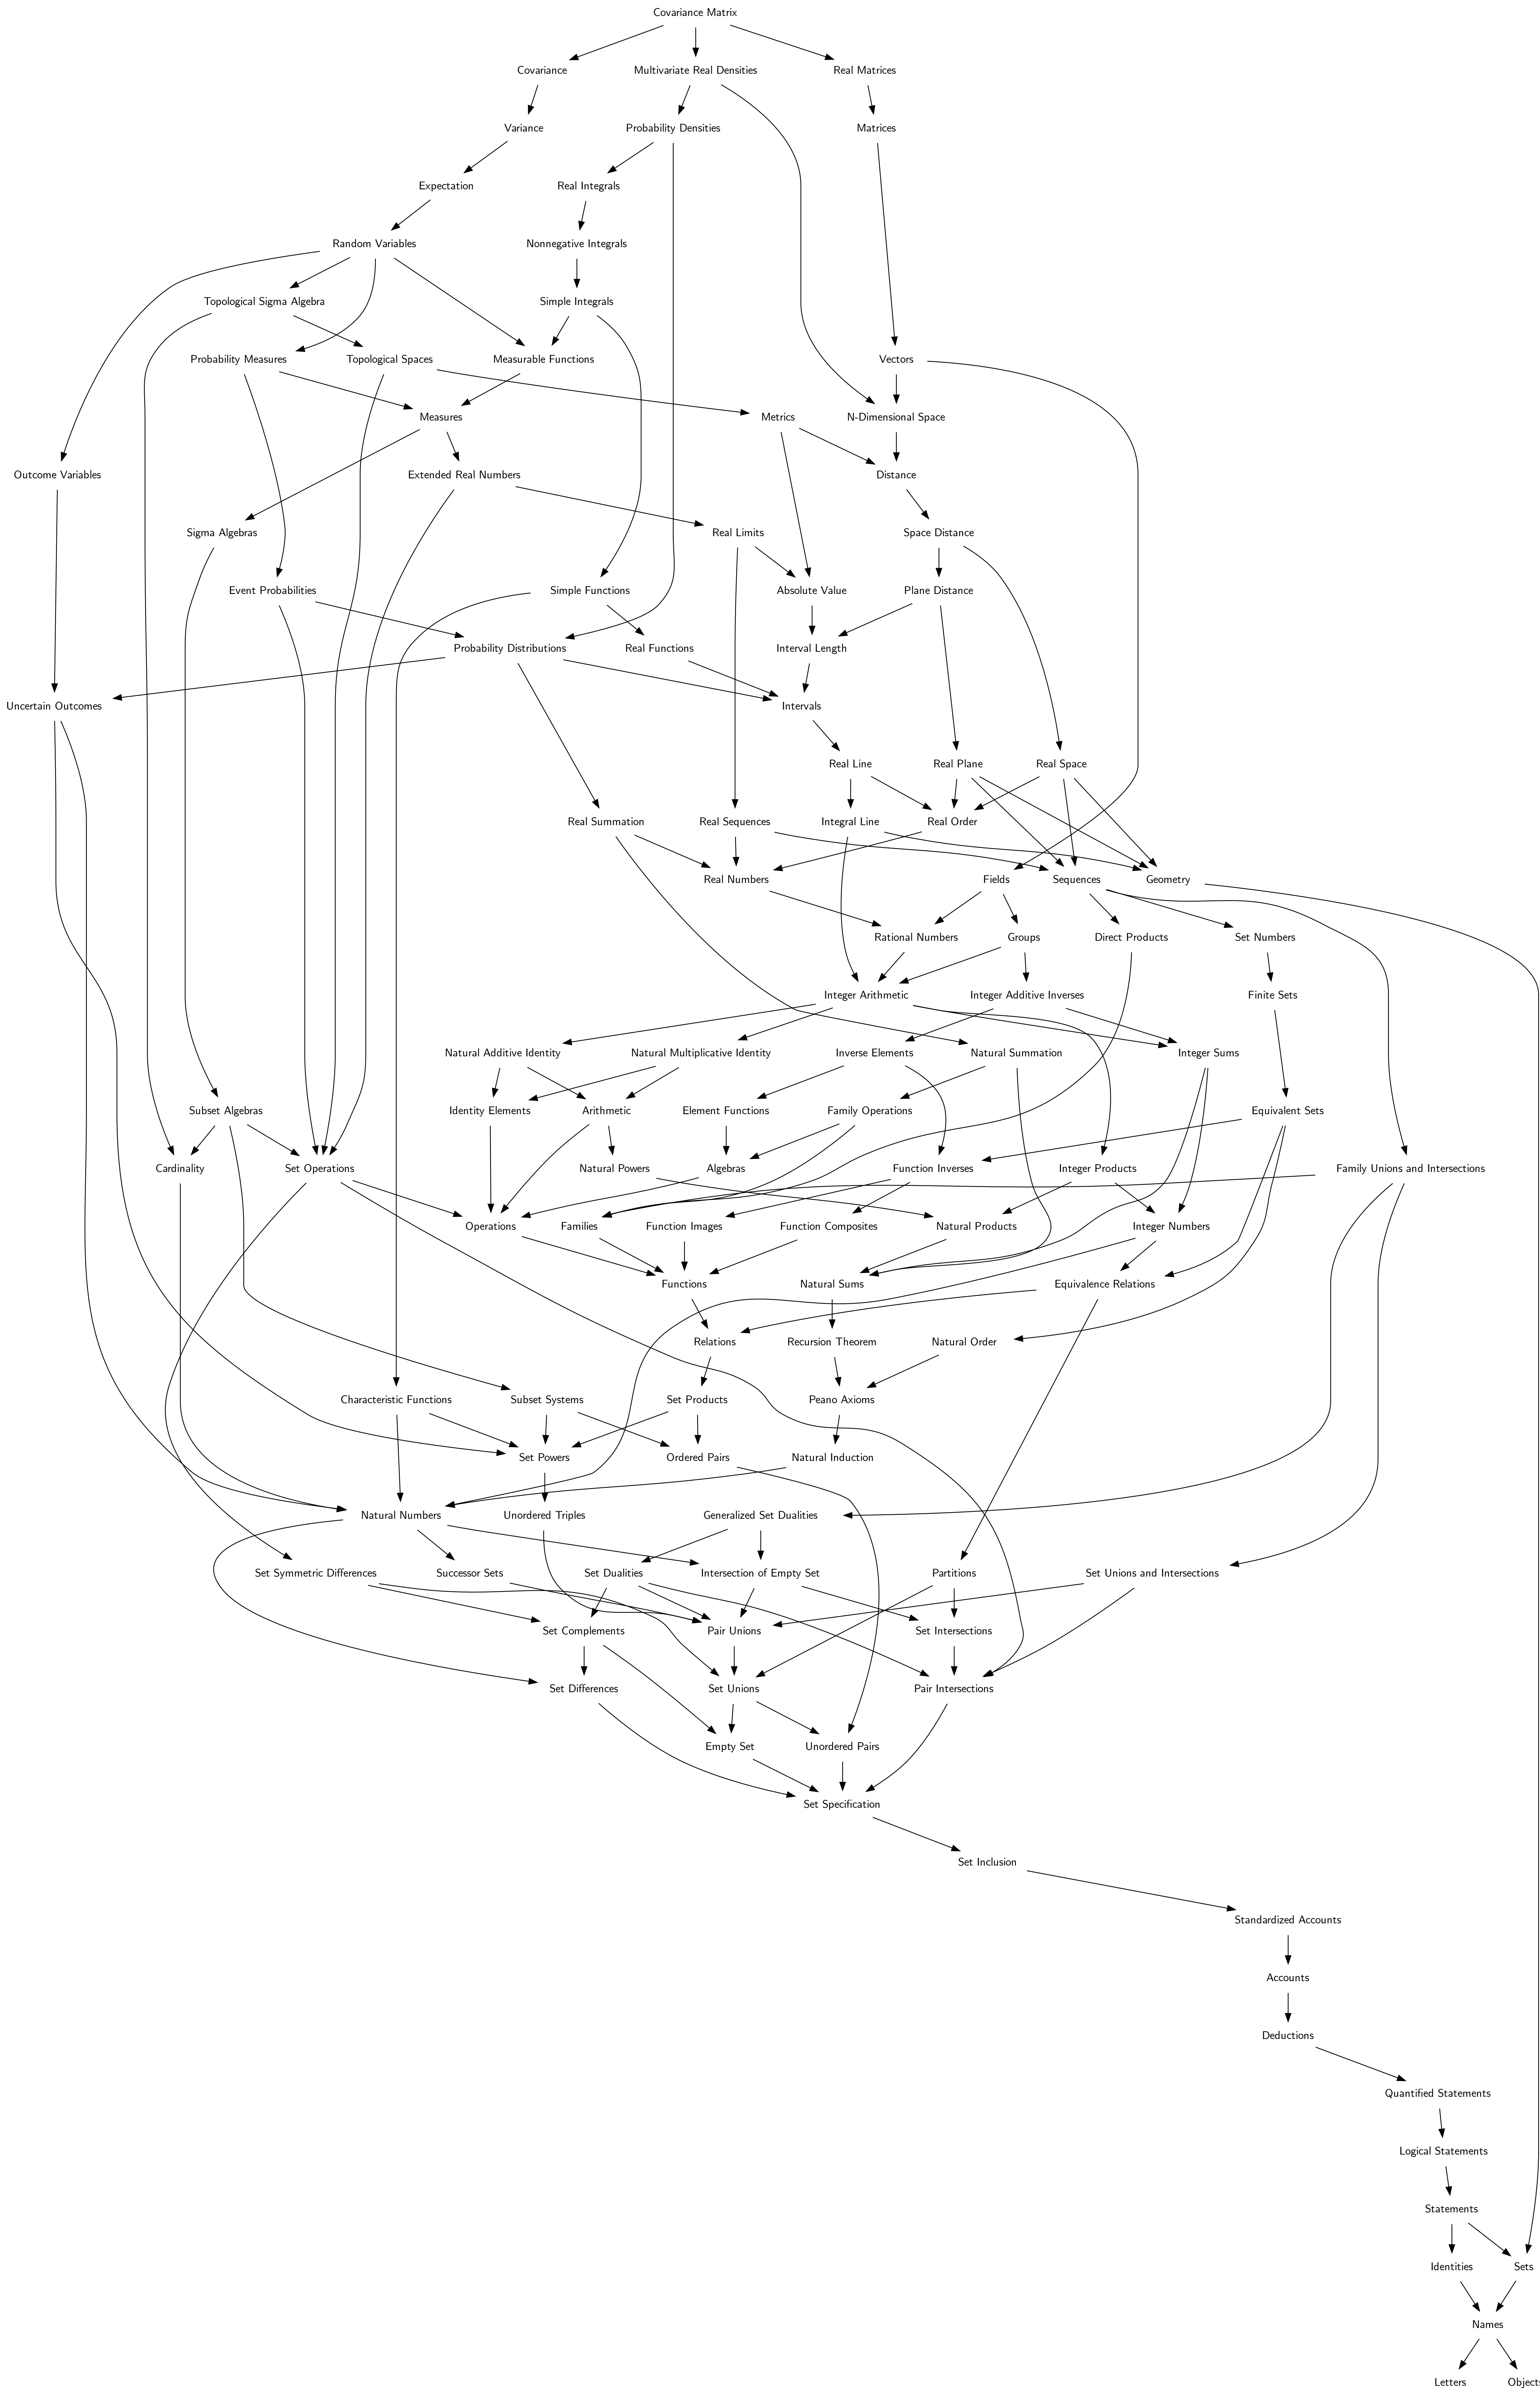 Covariance Matrix
Covariance
Multivariate Real Densities
Real Matrices
Variance
Probability Densities
Matrices
Expectation
Real Integrals
Random Variables
Nonnegative Integrals
Topological Sigma Algebra
Simple Integrals
Probability Measures
Topological Spaces
Measurable Functions
Vectors
Measures
Metrics
N-Dimensional Space
Outcome Variables
Extended Real Numbers
Distance
Sigma Algebras
Real Limits
Space Distance
Event Probabilities
Simple Functions
Absolute Value
Plane Distance
Probability Distributions
Real Functions
Interval Length
Uncertain Outcomes
Intervals
Real Line
Real Plane
Real Space
Real Summation
Real Sequences
Integral Line
Real Order
Real Numbers
Fields
Sequences
Geometry
Rational Numbers
Groups
Direct Products
Set Numbers
Integer Arithmetic
Integer Additive Inverses
Finite Sets
Natural Additive Identity
Natural Multiplicative Identity
Inverse Elements
Natural Summation
Integer Sums
Subset Algebras
Identity Elements
Arithmetic
Element Functions
Family Operations
Equivalent Sets
Cardinality
Set Operations
Natural Powers
Algebras
Function Inverses
Integer Products
Family Unions and Intersections
Operations
Families
Function Images
Function Composites
Natural Products
Integer Numbers
Functions
Natural Sums
Equivalence Relations
Relations
Recursion Theorem
Natural Order
Characteristic Functions
Subset Systems
Set Products
Peano Axioms
Set Powers
Ordered Pairs
Natural Induction
Natural Numbers
Unordered Triples
Generalized Set Dualities
Set Symmetric Differences
Successor Sets
Set Dualities
Intersection of Empty Set
Partitions
Set Unions and Intersections
Set Complements
Pair Unions
Set Intersections
Set Differences
Set Unions
Pair Intersections
Empty Set
Unordered Pairs
Set Specification
Set Inclusion
Standardized Accounts
Accounts
Deductions
Quantified Statements
Logical Statements
Statements
Identities
Sets
Names
Letters